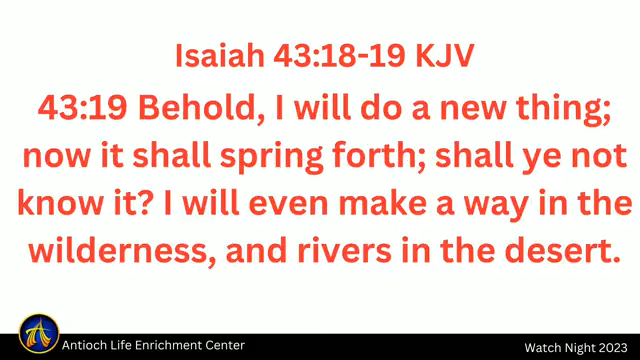 Isaiah 43:18-19 KJV
43:19 Behold, I will do a new thing;
now it shall spring forth; shall ye not
know it? I will even make a way in the
wilderness, and rivers in the desert.
Antioch Life Enrichment Center
Watch Night 2023